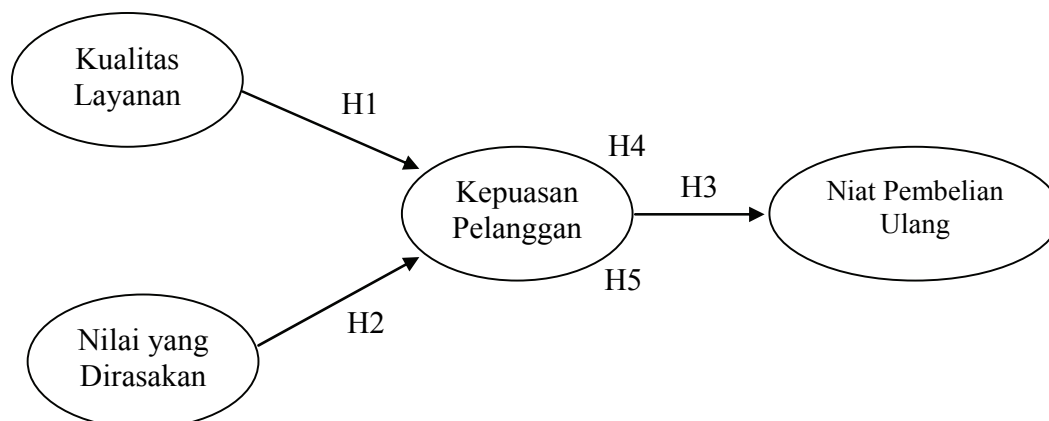 Kualitas
Layanan
H1
H4
Kepuasan
Pelanggan
H3
Niat Pembelian
Ulang
H5
H2
Nilai yang
Dirasakan